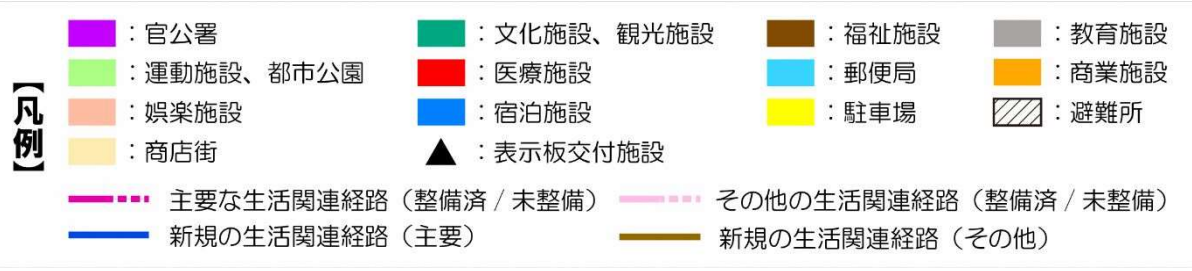 【凡例】
：官公署 ：文化施設、観光施設 ：福祉施設 ：教育施設
：運動施設、都市公園 ：医療施設 ：郵便局 ：商業施設
：娯楽施設 ：宿泊施設 ：駐車場 ：避難所
：商店街 ：表示板交付施設
主要な生活関連経路（整備済 / 未整備） その他の生活関連経路（整備済 / 未整備）
新規の生活関連経路（主要） 新規の生活関連経路（その他）